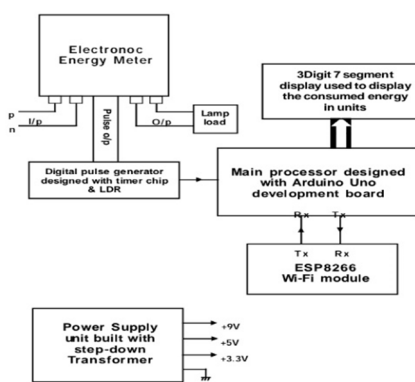 Electronoc
Energy Meter
p
n
I/p
Pulse o/p
O/p
Lamp
load
3Digit 7 segment
display used to display
the consumed energy
in units
Digital pulse generator
designed with timer chip
& LDR
Main processor designed
with Arduino Uno
development board
Rx Tx
Tx Rx
ESP8266
Wi-Fi module
Power Supply
unit built with
step-down
Transformer
+9V
+5V
+3.3V